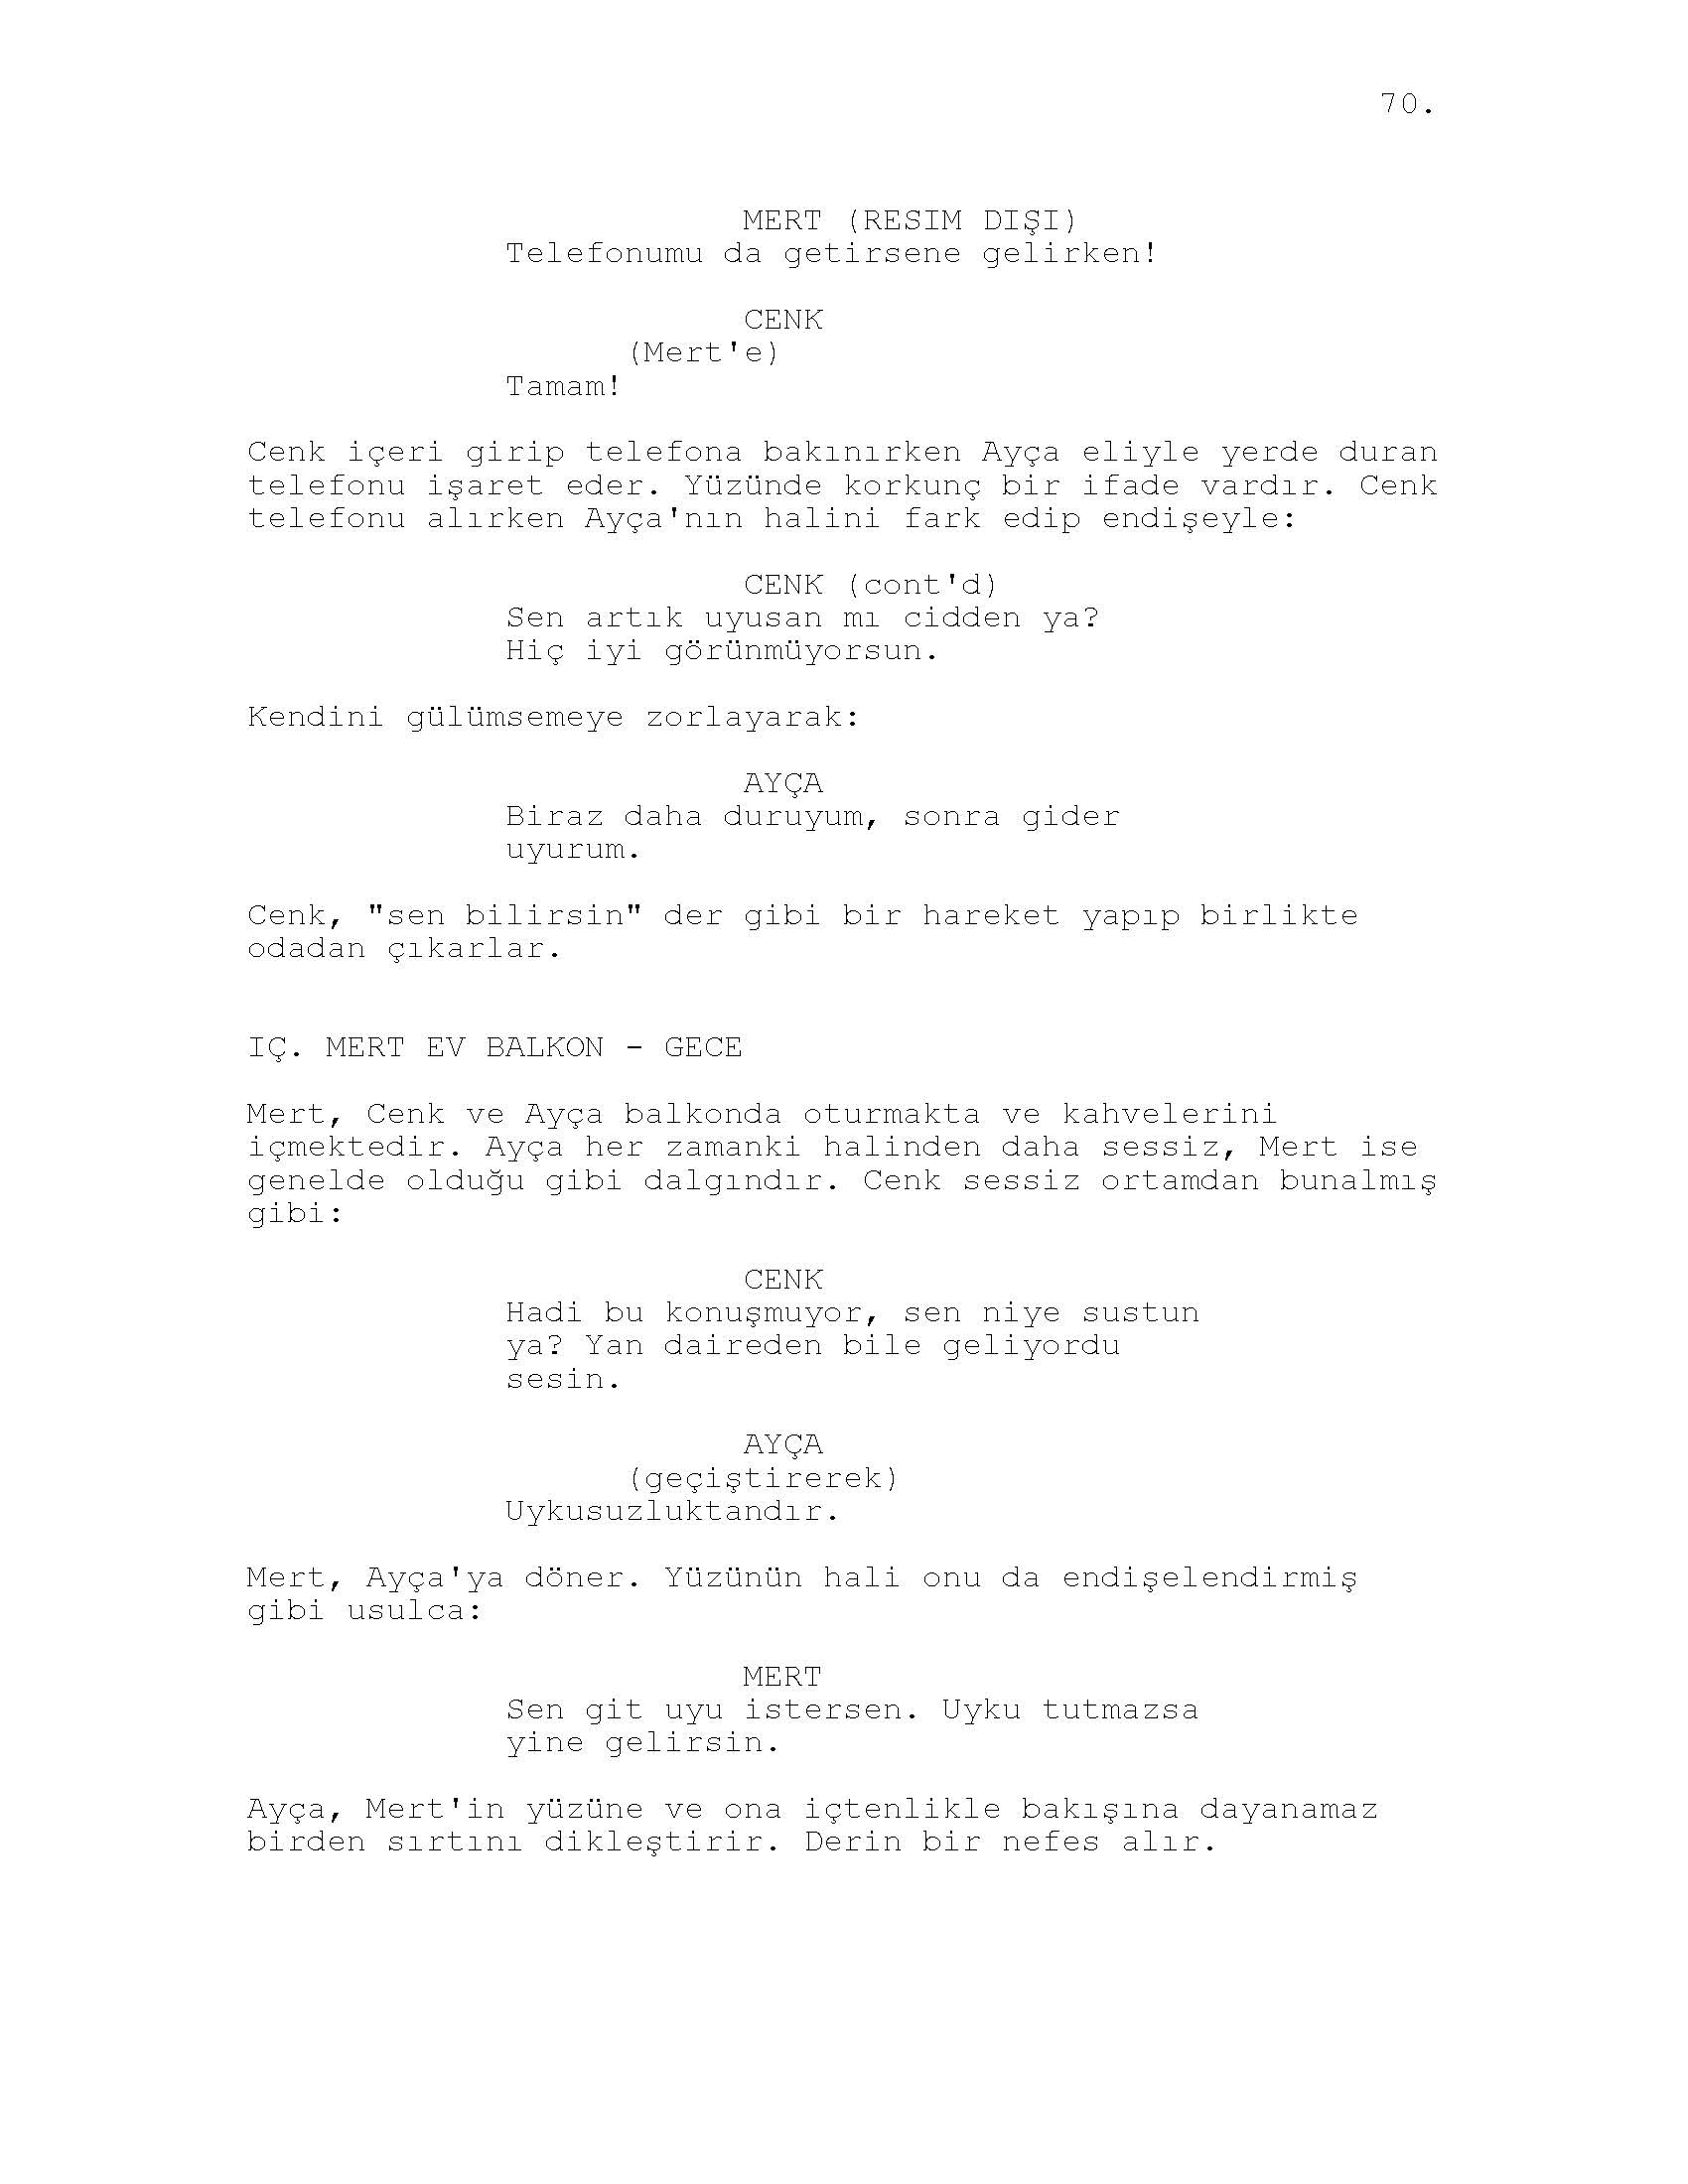 70.
MERT (RESIM DIŞI)
Telefonumu da getirsene gelirken!
CENK
(Mert'e)
Tamam!
Cenk içeri girip telefona bakınırken Ayça eliyle yerde duran
telefonu işaret eder. Yüzünde korkunç bir ifade vardır. Cenk
telefonu alırken Ayça'nın halini fark edip endişeyle:
CENK (cont'd)
Sen artık uyusan mı cidden ya?
Hiç iyi görünmüyorsun.
Kendini gülümsemeye zorlayarak:
AYÇA
Biraz daha duruyum, sonra gider
uyurum.
Cenk, "sen bilirsin" der gibi bir hareket yapıp birlikte
odadan çıkarlar.
IÇ. MERT EV BALKON - GECE
Mert, Cenk ve Ayça balkonda oturmakta ve kahvelerini
içmektedir. Ayça her zamanki halinden daha sessiz, Mert ise
genelde olduğu gibi dalgındır. Cenk sessiz ortamdan bunalmış
gibi:
CENK
Hadi bu konuşmuyor, sen niye sustun
ya? Yan daireden bile geliyordu
sesin.
AYÇA
(geçiştirerek)
Uykusuzluktandır.
Mert, Ayça'ya döner. Yüzünün hali onu da endişelendirmiş
gibi usulca:
MERT
Sen git uyu istersen. Uyku tutmazsa
yine gelirsin.
Ayça, Mert'in yüzüne ve ona içtenlikle bakışına dayanamaz
birden sırtını dikleştirir. Derin bir nefes alır.